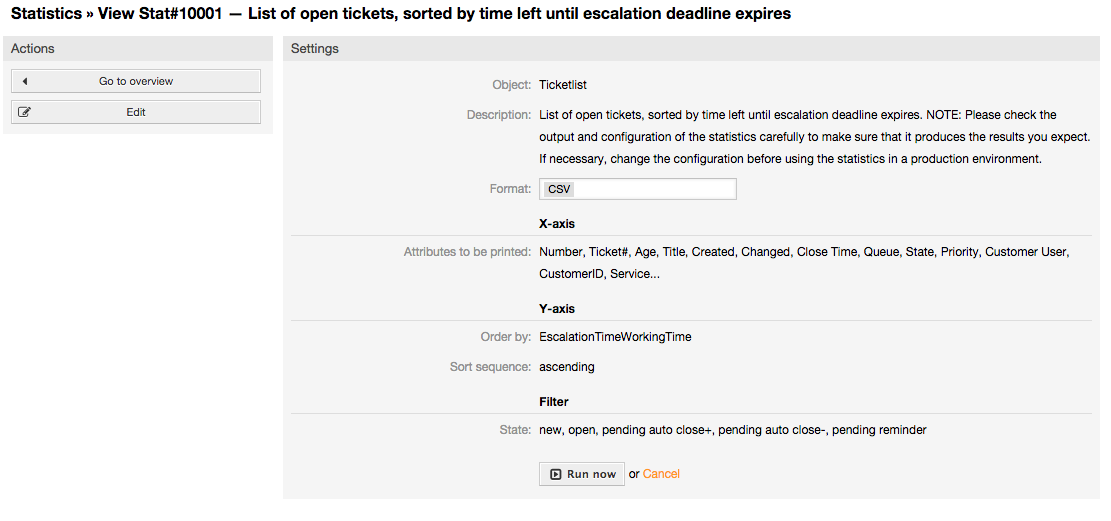 Statistics » View Stat#10001 — List of open tickets, sorted by time left until escalation deadline expires
Actions
Go to overview
Edit
Settings
Object: Ticketlist
Description: List of open tickets, sorted by time left until escalation deadline expires. NOTE: Please check the
output and configuration of the statistics carefully to make sure that it produces the results you expect.
If necessary, change the configuration before using the statistics in a production environment.
Format: CSV
X-axis
Attributes to be printed: Number, Ticket#, Age, Title, Created, Changed, Close Time, Queue, State, Priority, Customer User,
CustomerID, Service...
Y-axis
Order by: EscalationTimeWorkingTime
Sort sequence: ascending
Filter
State: new, open, pending auto close+, pending auto close-, pending reminder
Run now or Cancel